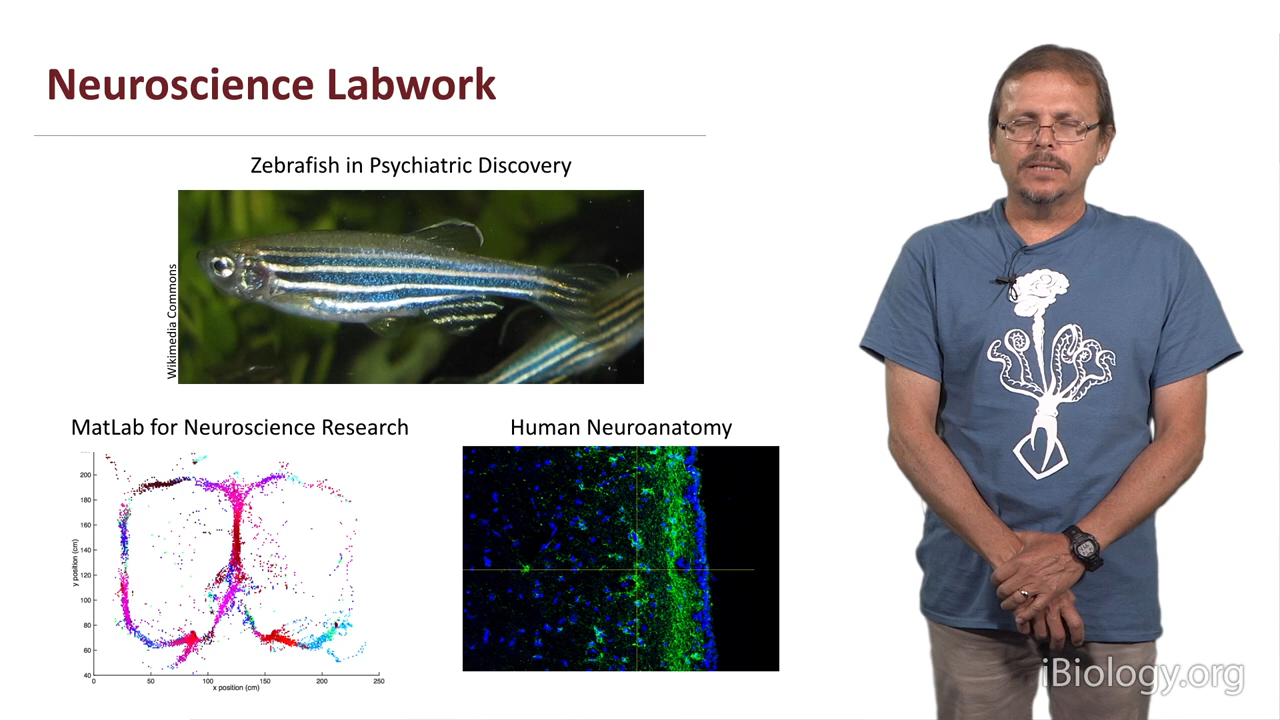 Neuroscience Labwork
Zebrafish in Psychiatric Discovery
Wikimedia Commons
MatLab for Neuroscience Research
Human Neuroanatomy
200
180
160
140
120
100
80
60
40
y position (cm)
0 50 100 150 200 250
x position (cm)
iBiology.org